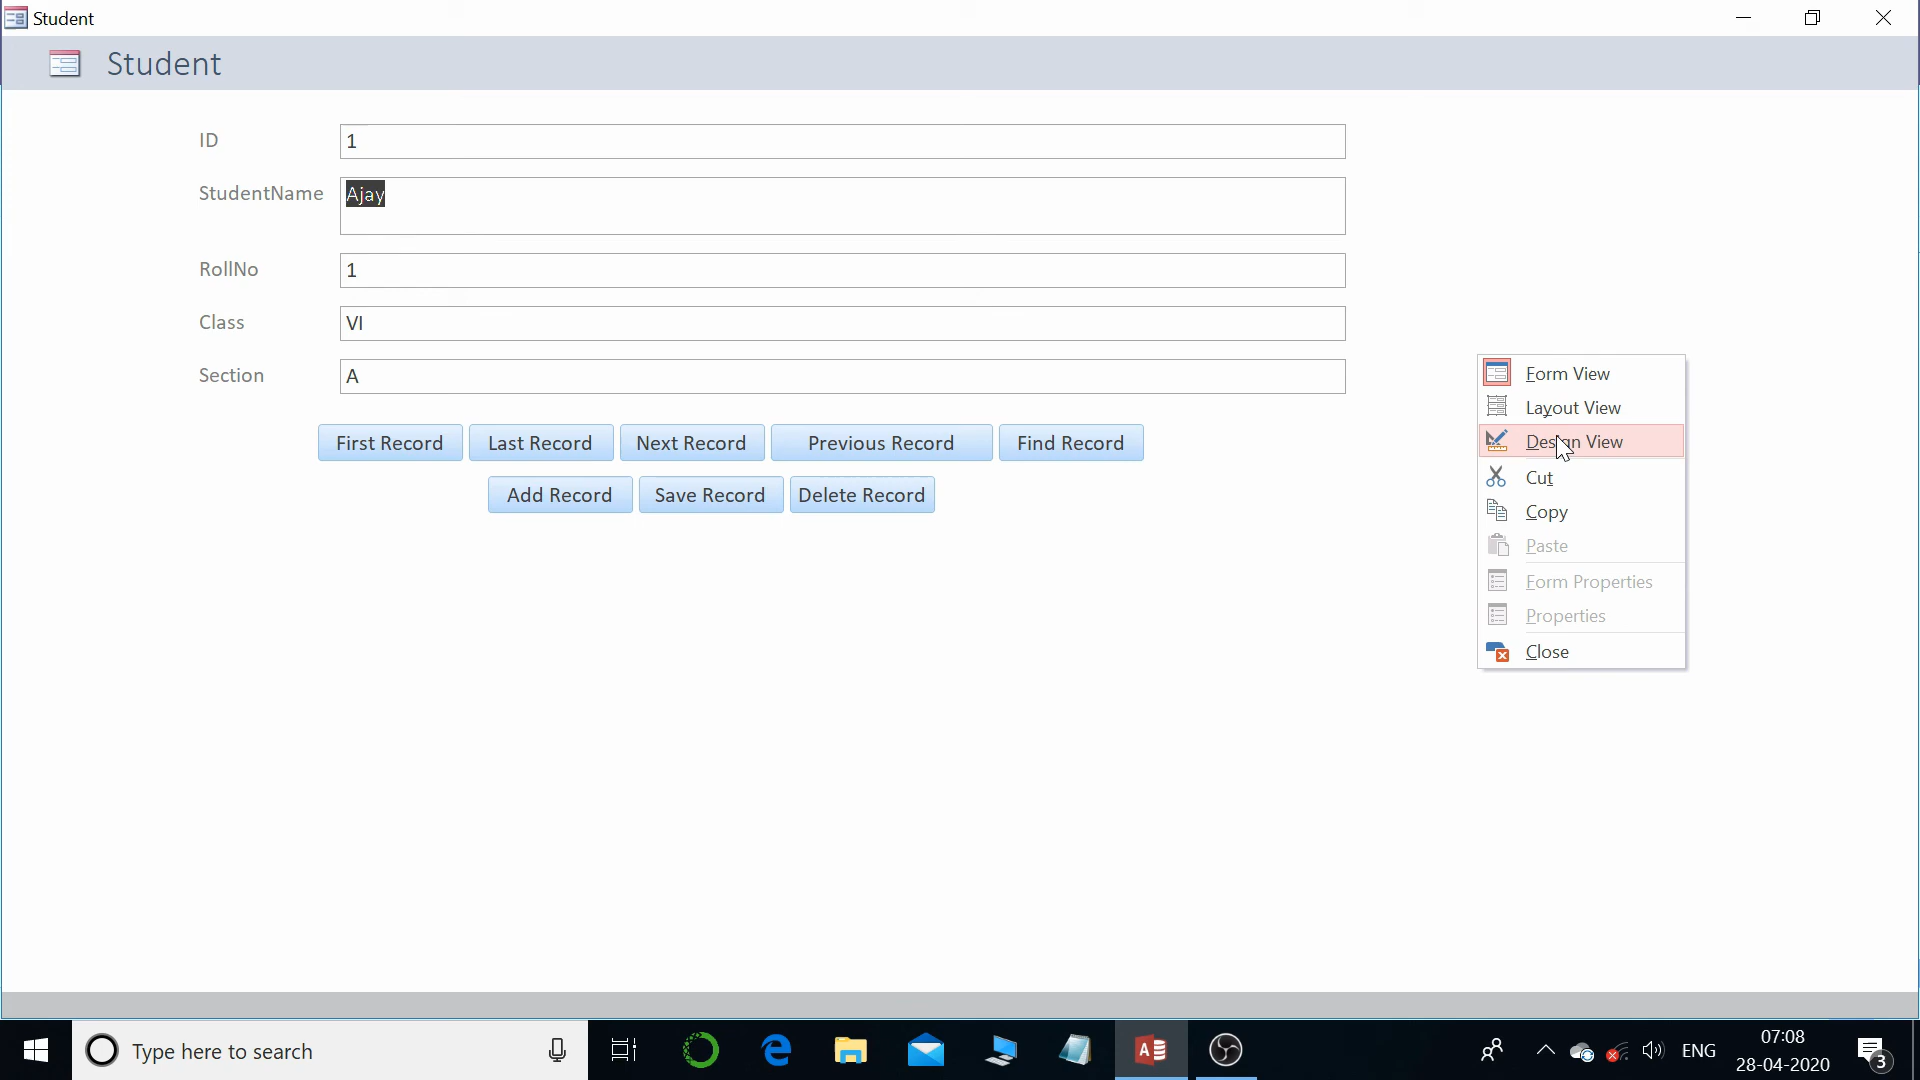 Student
Student
ID
1
StudentName
Ajay
RollNo
1
Class
VI
Section
A
First Record
Last Record
Next Record
Previous Record
Find Record
Add Record
Save Record
Delete Record
Form View
Layout View
Design View
Cut
Copy
Paste
Form Properties
Properties
Close
Type here to search
ENG
07:08
28-04-2020
3